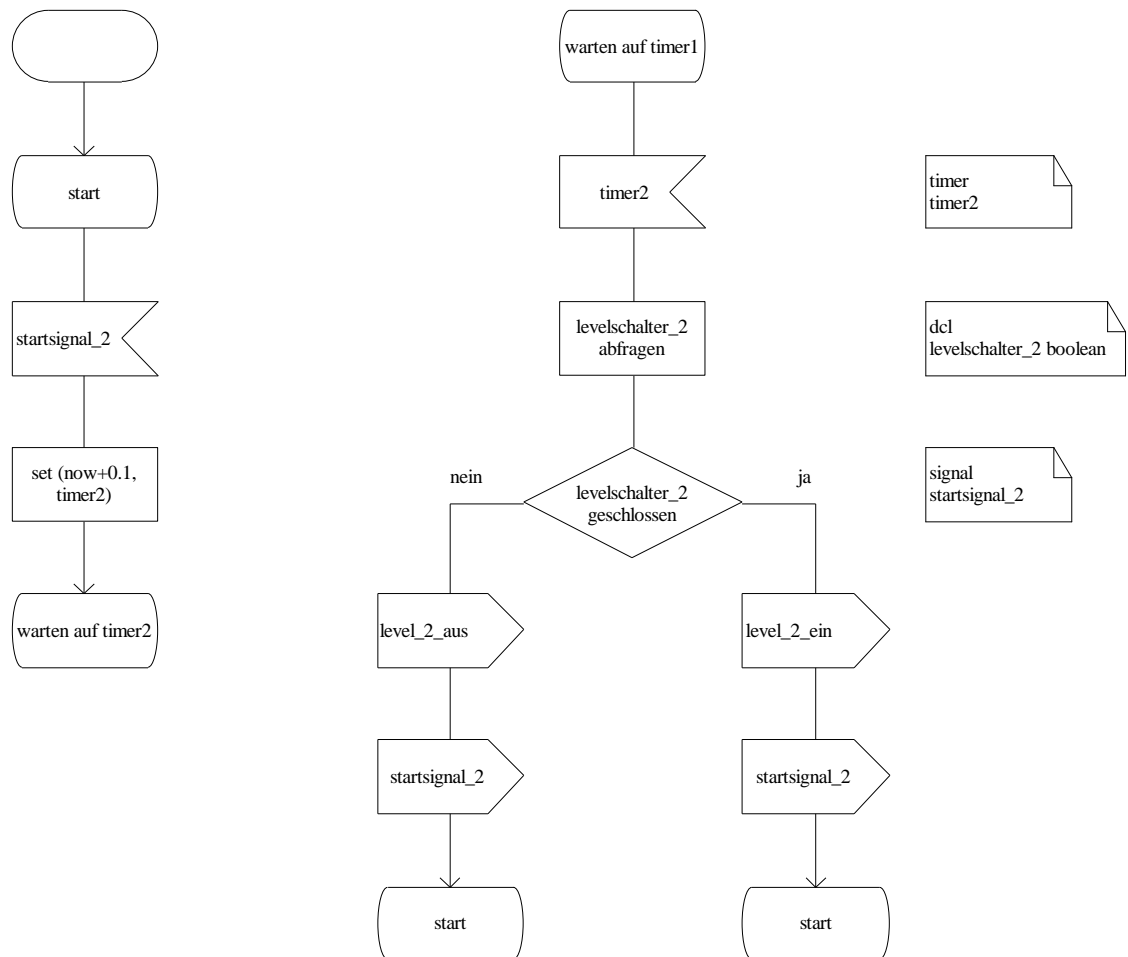 start
startsignal_2
set (now+0.1,
timer2)
warten auf timer2
warten auf timer1
timer2
levelschalter_2
abfragen
levelschalter_2
geschlossen
nein
ja
level_2_aus
startsignal_2
start
level_2_ein
startsignal_2
start
timer
timer2
dcl
levelschalter_2 boolean
signal
startsignal_2